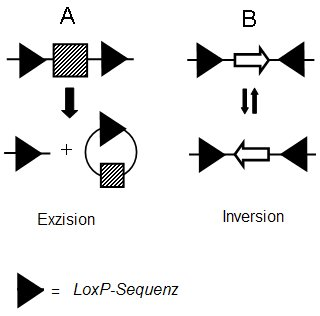 A B
+
Exzision Inversion
= LoxP-Sequenz